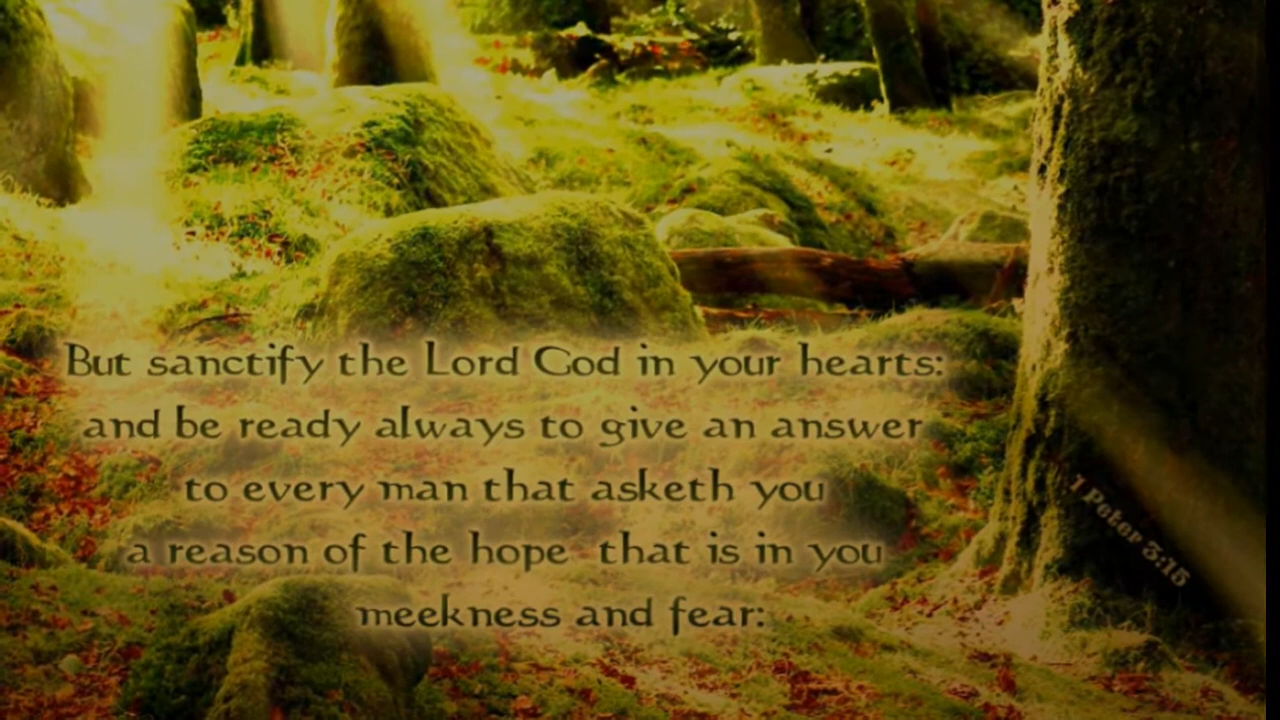 But sanctify the Lord God in your hearts:
and be ready always to give an answer
to every man that asketh you
a reason of the hope that is in you
meekness and fear:
1 Peter 3:15